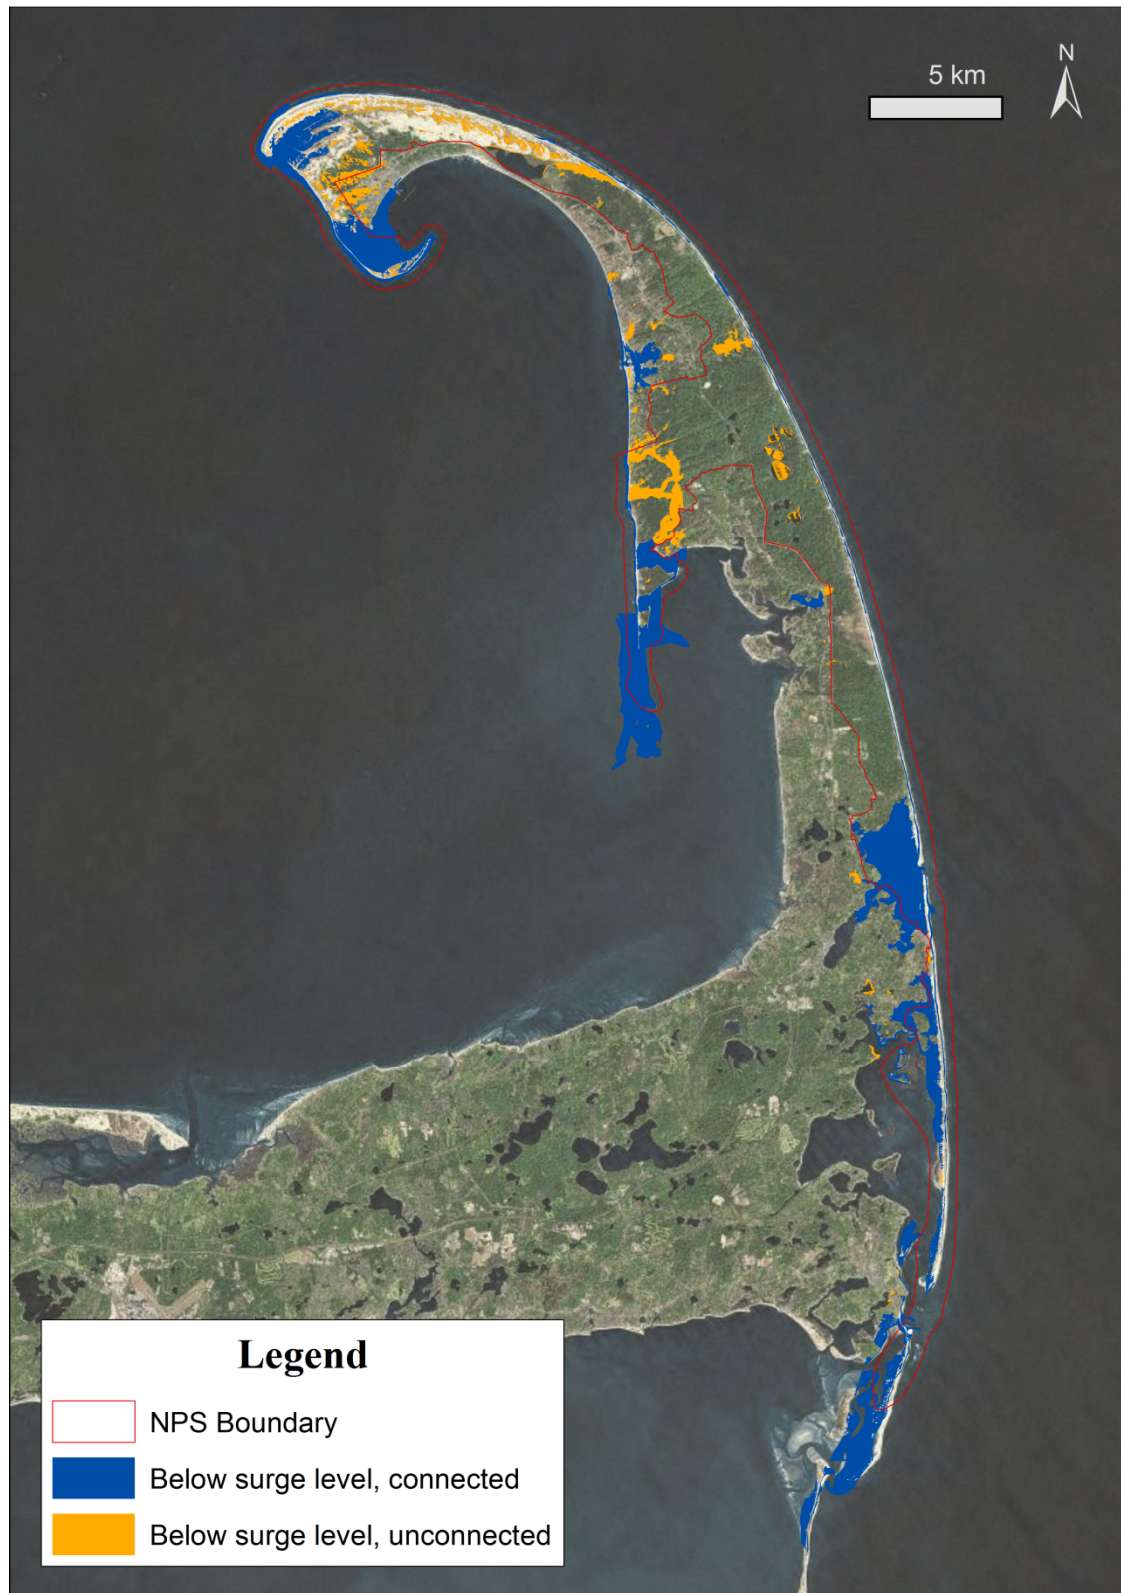 N
5 km
Legend
NPS Boundary
Below surge level, connected
Below surge level, unconnected